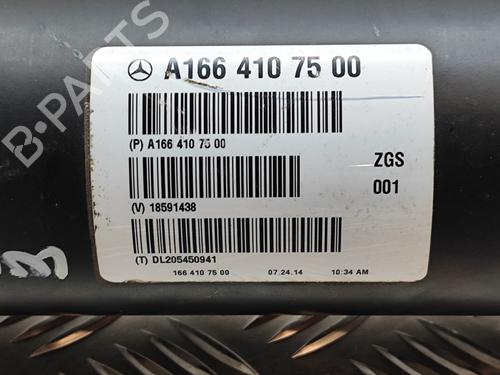 A166 410 75 00
(P) A166 410 75 00
ZGS
001
(V) 18591438
(T) DL205450941
166 410 75 00 07.24.14 10:34 AM
B-PARTS